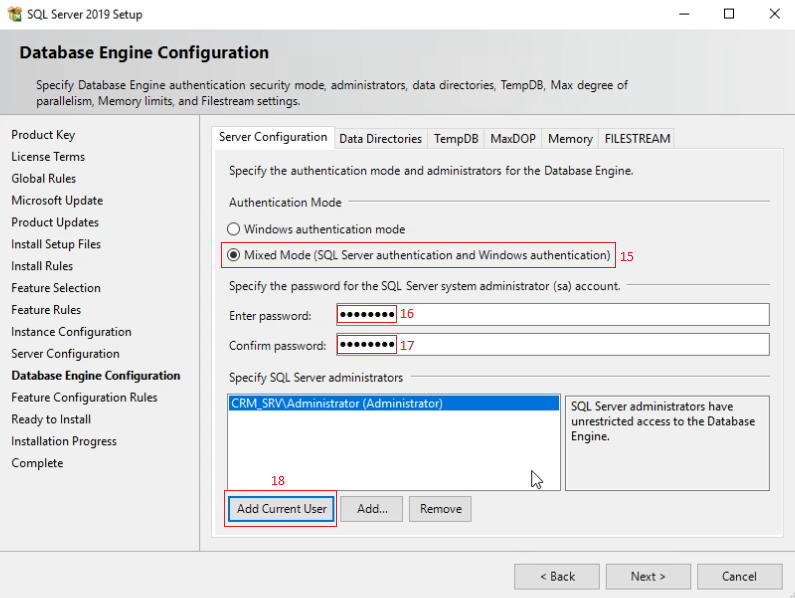 SQL Server 2019 Setup
Database Engine Configuration
Specify Database Engine authentication security mode, administrators, data directories, TempDB, Max degree of
parallelism, Memory limits, and Filestream settings.
Product Key
License Terms
Global Rules
Microsoft Update
Product Updates
Install Setup Files
Install Rules
Feature Selection
Feature Rules
Instance Configuration
Server Configuration
Database Engine Configuration
Feature Configuration Rules
Ready to Install
Installation Progress
Complete
Server Configuration Data Directories TempDB MaxDOP Memory FILESTREAM
Specify the authentication mode and administrators for the Database Engine.
Authentication Mode
Windows authentication mode
Mixed Mode (SQL Server authentication and Windows authentication) 15
Specify the password for the SQL Server system administrator (sa) account.
Enter password: ●●●●●●●● 16
Confirm password: ●●●●●●●● 17
Specify SQL Server administrators
CRM_SRV\Administrator (Administrator)
SQL Server administrators have
unrestricted access to the Database
Engine.
18
Add Current User Add... Remove
< Back Next > Cancel